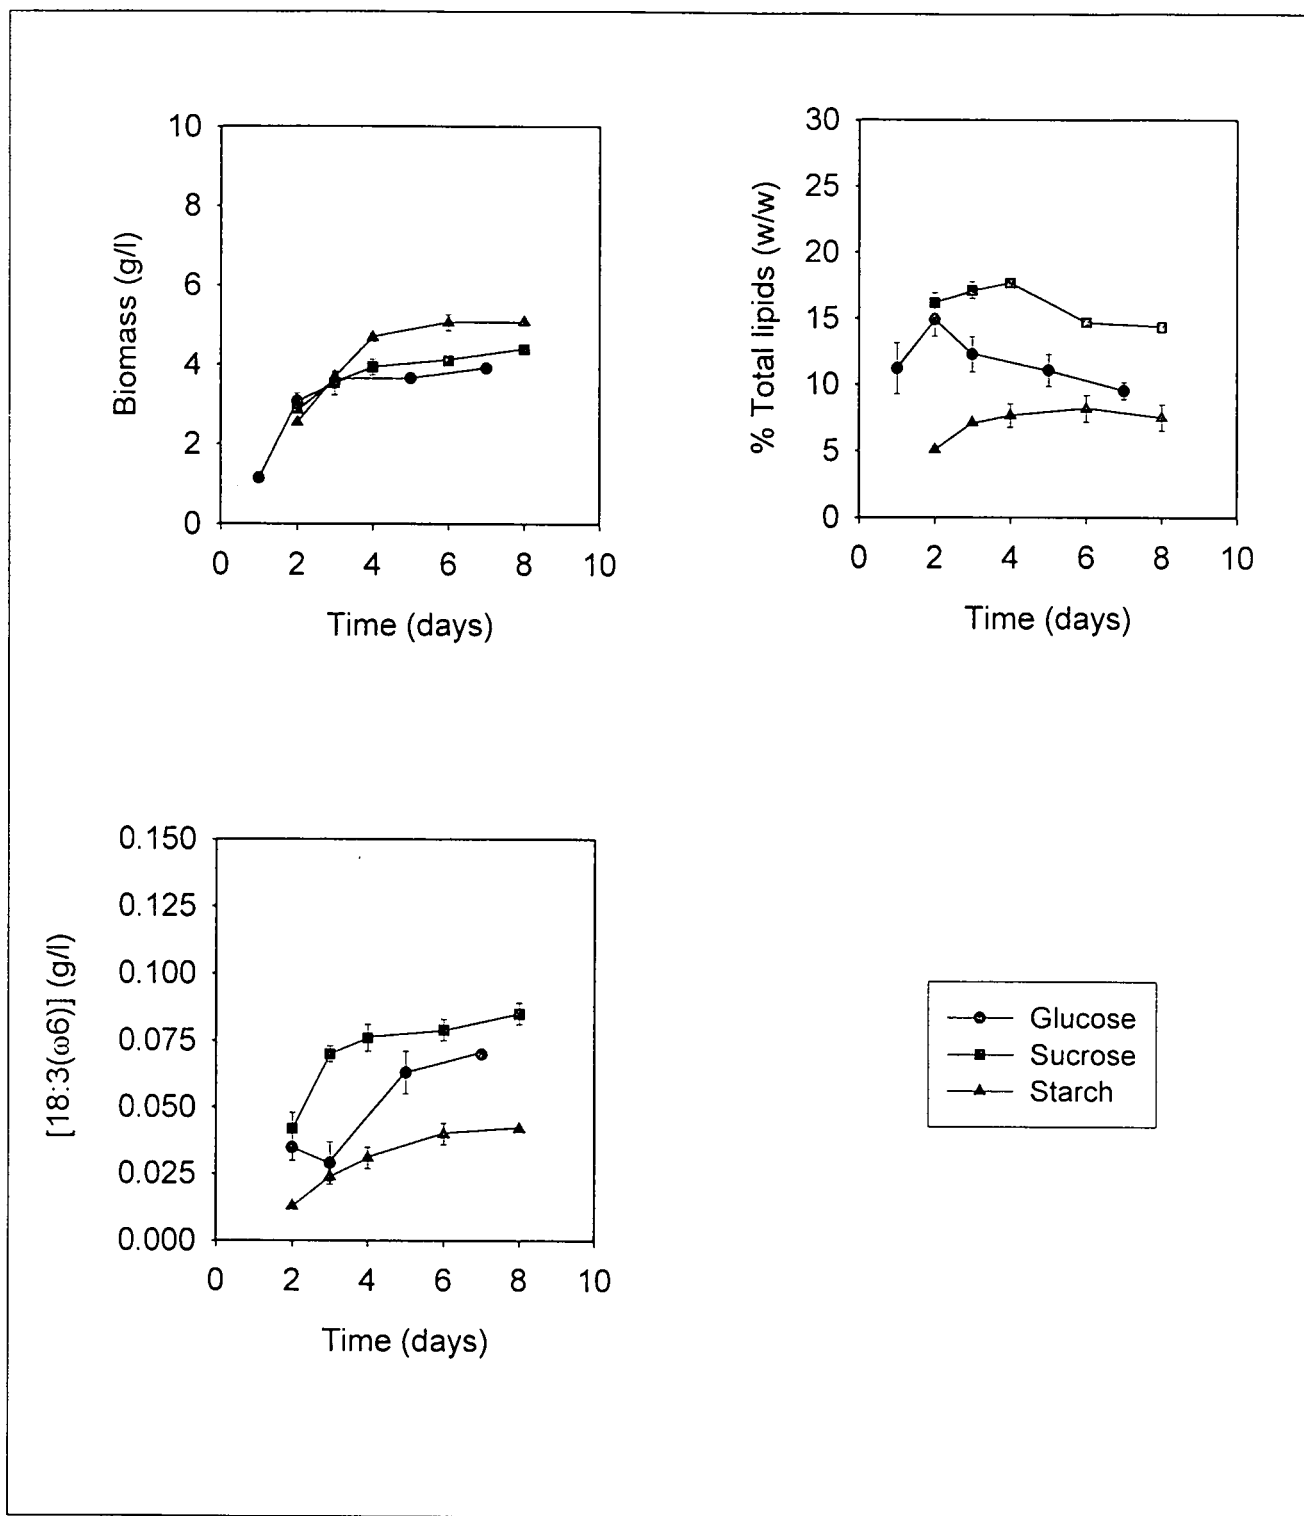 Biomass (g/l)
10
8
6
4
2
0
0 2 4 6 8 10
Time (days)
% Total lipids (w/w)
30
25
20
15
10
5
0
0 2 4 6 8 10
Time (days)
[18:3(ω6)] (g/l)
0.150
0.125
0.100
0.075
0.050
0.025
0.000
0 2 4 6 8 10
Time (days)
Glucose
Sucrose
Starch